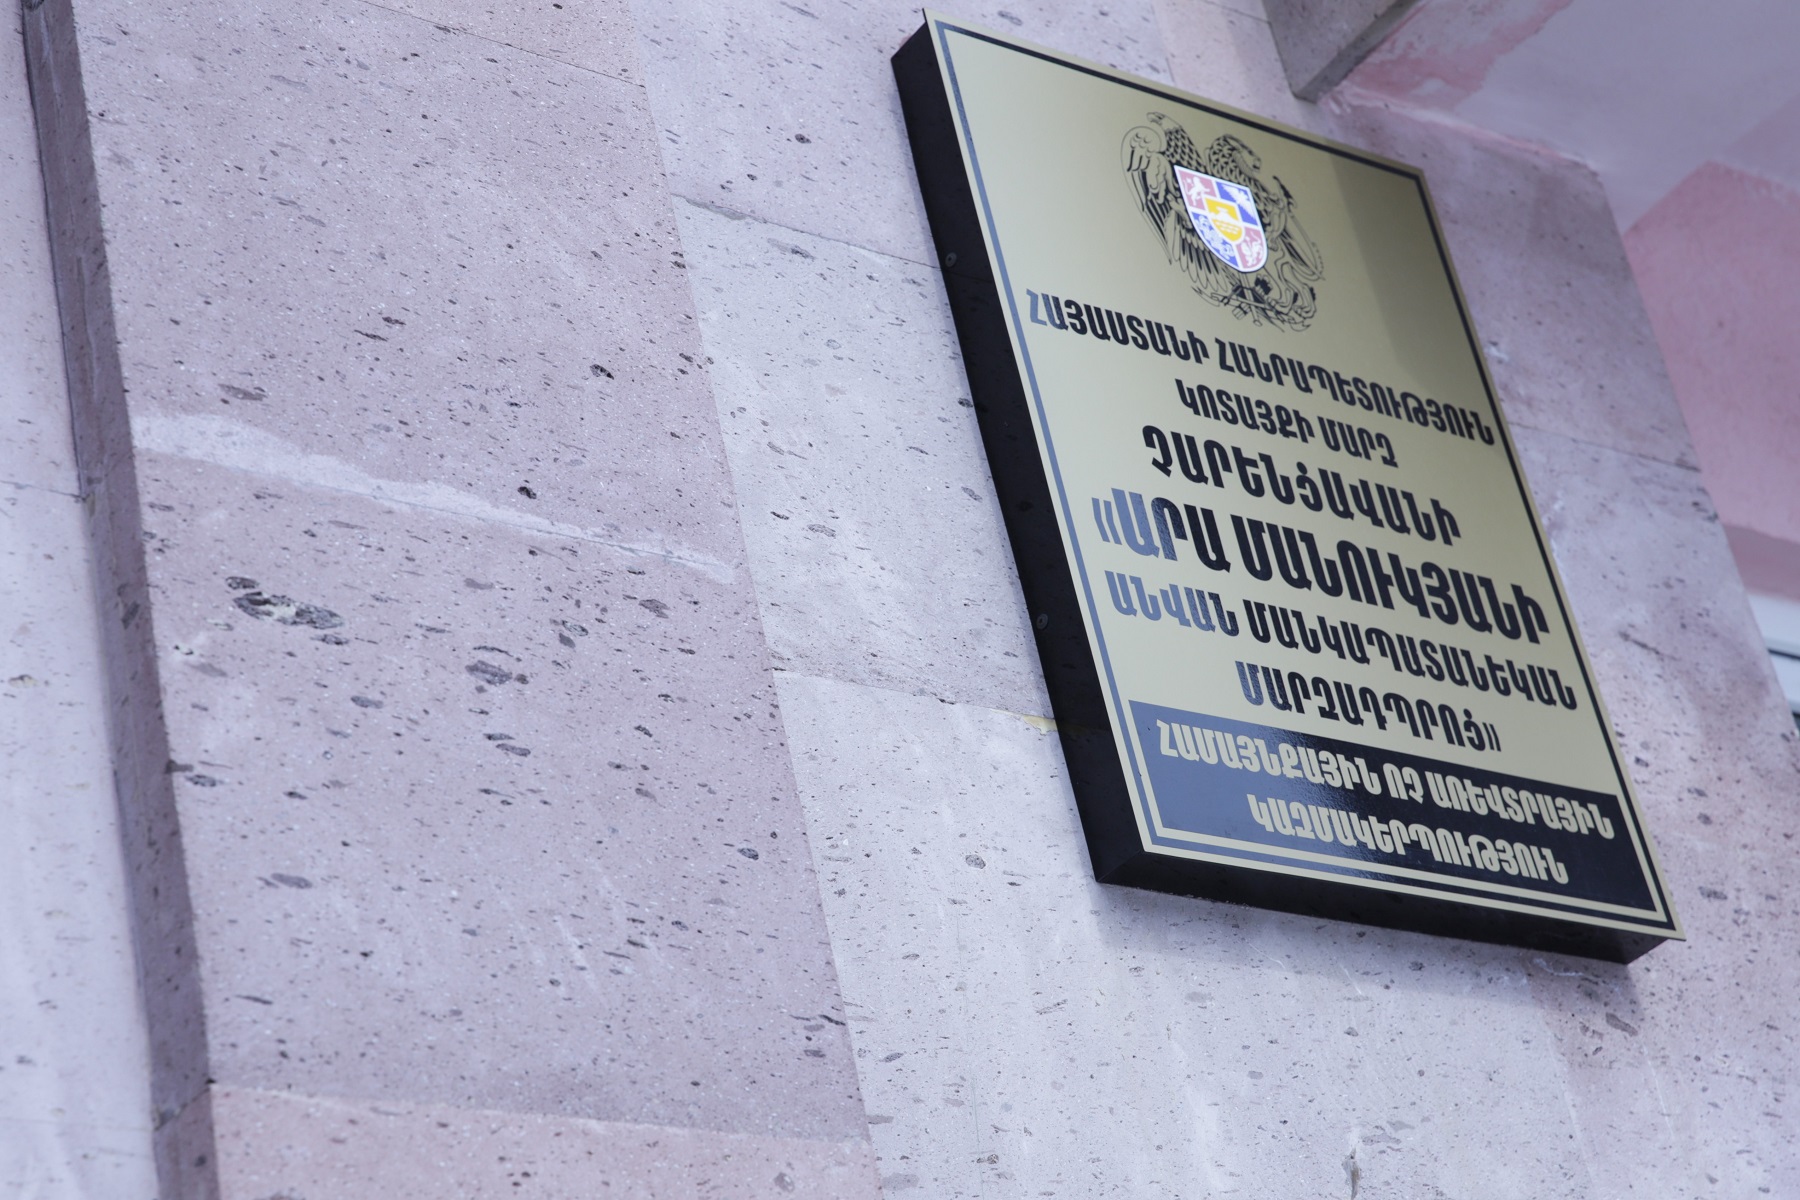 ՀԱՅԱՍՏԱՆԻ ՀԱՆՐԱՊԵՏՈՒԹՅՈՒՆ
ԿՈՏԱՅՔԻ ՄԱՐԶ
ՉԱՐԵՆՑԱՎԱՆԻ
«ԱՐԱ ՄԱՆՈՒԿՅԱՆԻ
ԱՆՎԱՆ ՄԱՆԿԱՊԱՏԱՆԵԿԱՆ
ՄԱՐԶԱԴՊՐՈՑ»
ՀԱՄԱՅՆՔԱՅԻՆ ՈՉ ԱՌԵՎՏՐԱՅԻՆ
ԿԱԶՄԱԿԵՐՊՈՒԹՅՈՒՆ